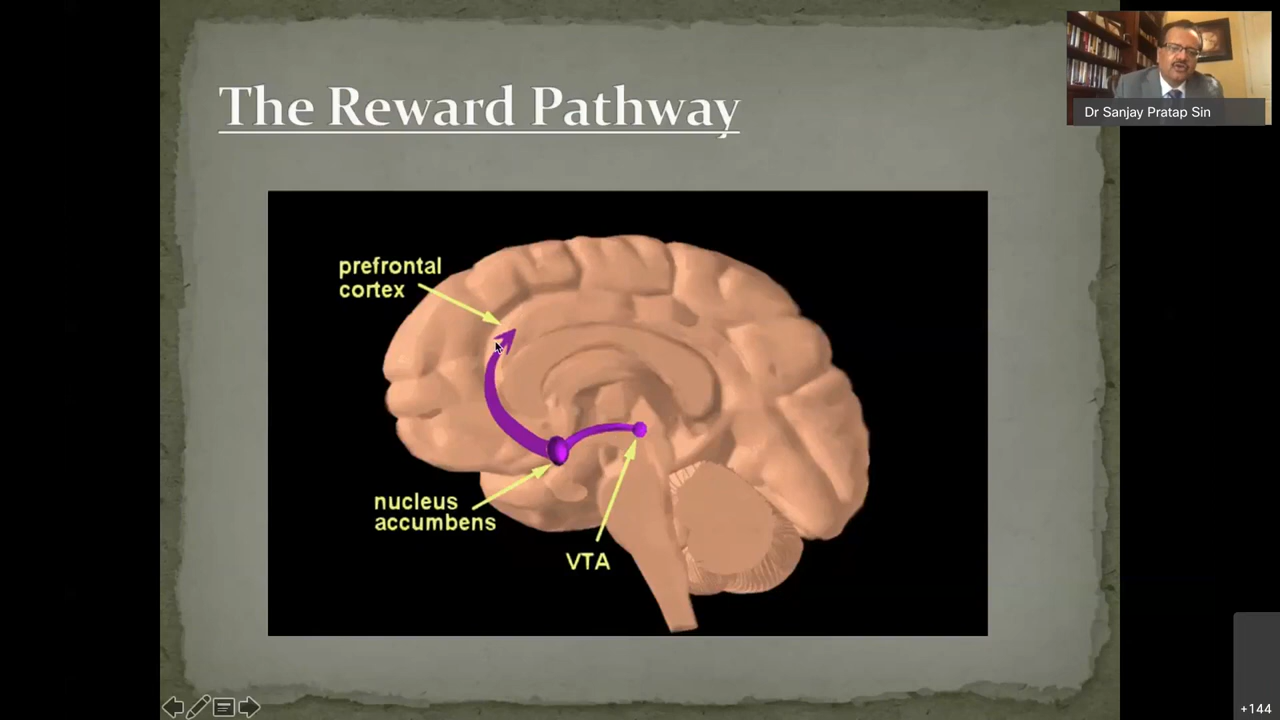 The Reward Pathway
Dr Sanjay Pratap Sin
prefrontal
cortex
nucleus
accumbens
VTA
+144